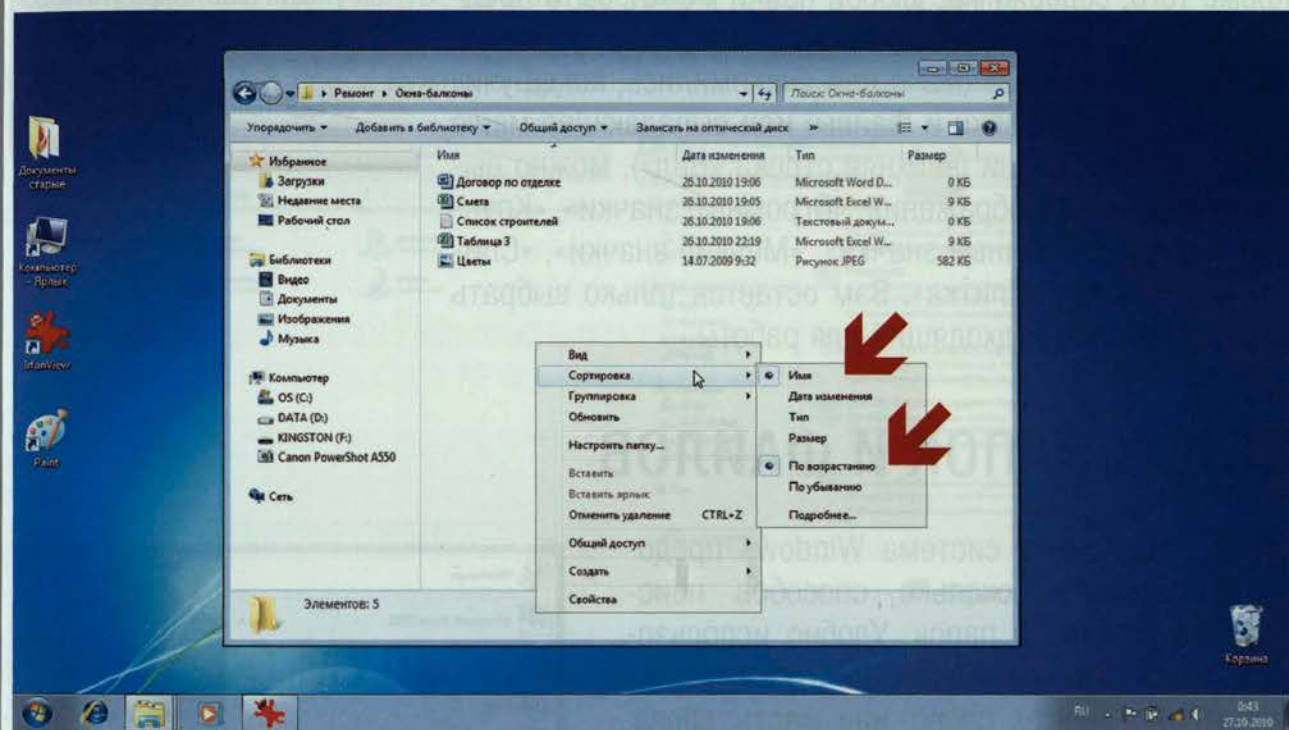 Ремонт ▸ Окна-балконы
Поиск: Окна-балконы
Упорядочить
Добавить в библиотеку
Общий доступ
Записать на оптический диск
»
Избранное
Загрузки
Недавние места
Рабочий стол
Библиотеки
Видео
Документы
Изображения
Музыка
Компьютер
OS (C:)
DATA (D:)
KINGSTON (F:)
Canon PowerShot A550
Сеть
Имя Дата изменения Тип Размер
Договор по отделке 26.10.2010 19:06 Microsoft Word D... 0 КБ
Смета 26.10.2010 19:05 Microsoft Excel W... 9 КБ
Список строителей 26.10.2010 19:06 Текстовый докум... 0 КБ
Таблица 3 26.10.2010 22:19 Microsoft Excel W... 9 КБ
Цветы 14.07.2009 9:32 Рисунок JPEG 582 КБ
Вид
Сортировка
Группировка
Обновить
Настроить папку...
Вставить
Вставить ярлык
Отменить удаление CTRL+Z
Общий доступ
Создать
Свойства
Имя
Дата изменения
Тип
Размер
По возрастанию
По убыванию
Подробнее...
Элементов: 5
Документы
старые
Компьютер
- Ярлык
IrfanView
Paint
Корзина
RU
0:43
27.10.2010